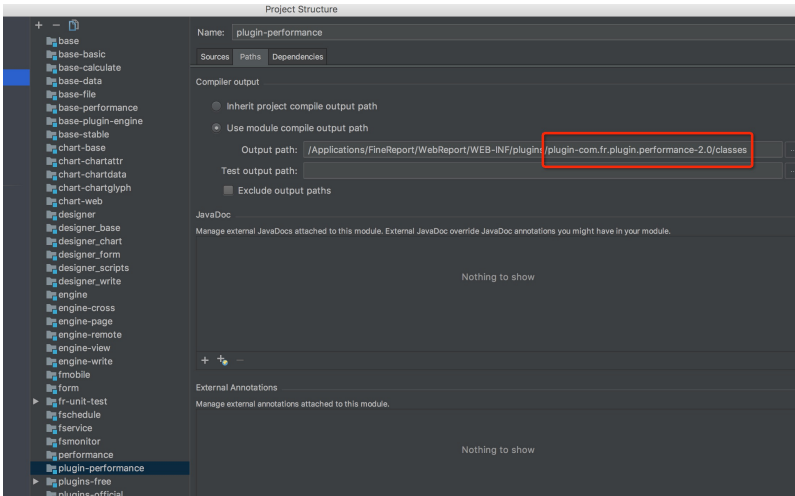 Project Structure
base
base-basic
base-calculate
base-data
base-file
base-performance
base-plugin-engine
base-stable
chart-base
chart-chartattr
chart-chartdata
chart-chartglyph
chart-web
designer
designer_base
designer_chart
designer_form
designer_scripts
designer_write
engine
engine-cross
engine-page
engine-remote
engine-view
engine-write
fmobile
form
fr-unit-test
fschedule
fservice
fsmonitor
performance
plugin-performance
plugins-free
plugins-official
Name: plugin-performance
Sources Paths Dependencies
Compiler output
Inherit project compile output path
Use module compile output path
Output path: /Applications/FineReport/WebReport/WEB-INF/plugins/plugin-com.fr.plugin.performance-2.0/classes
Test output path:
Exclude output paths
JavaDoc
Manage external JavaDocs attached to this module. External JavaDoc override JavaDoc annotations you might have in your module.
Nothing to show
External Annotations
Manage external annotations attached to this module.
Nothing to show